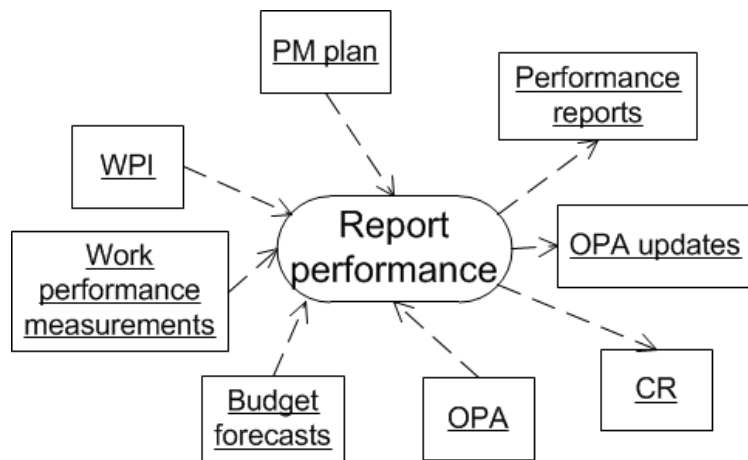 PM plan
Performance
reports
WPI
Report
performance
OPA updates
Work
performance
measurements
Budget
forecasts
OPA
CR